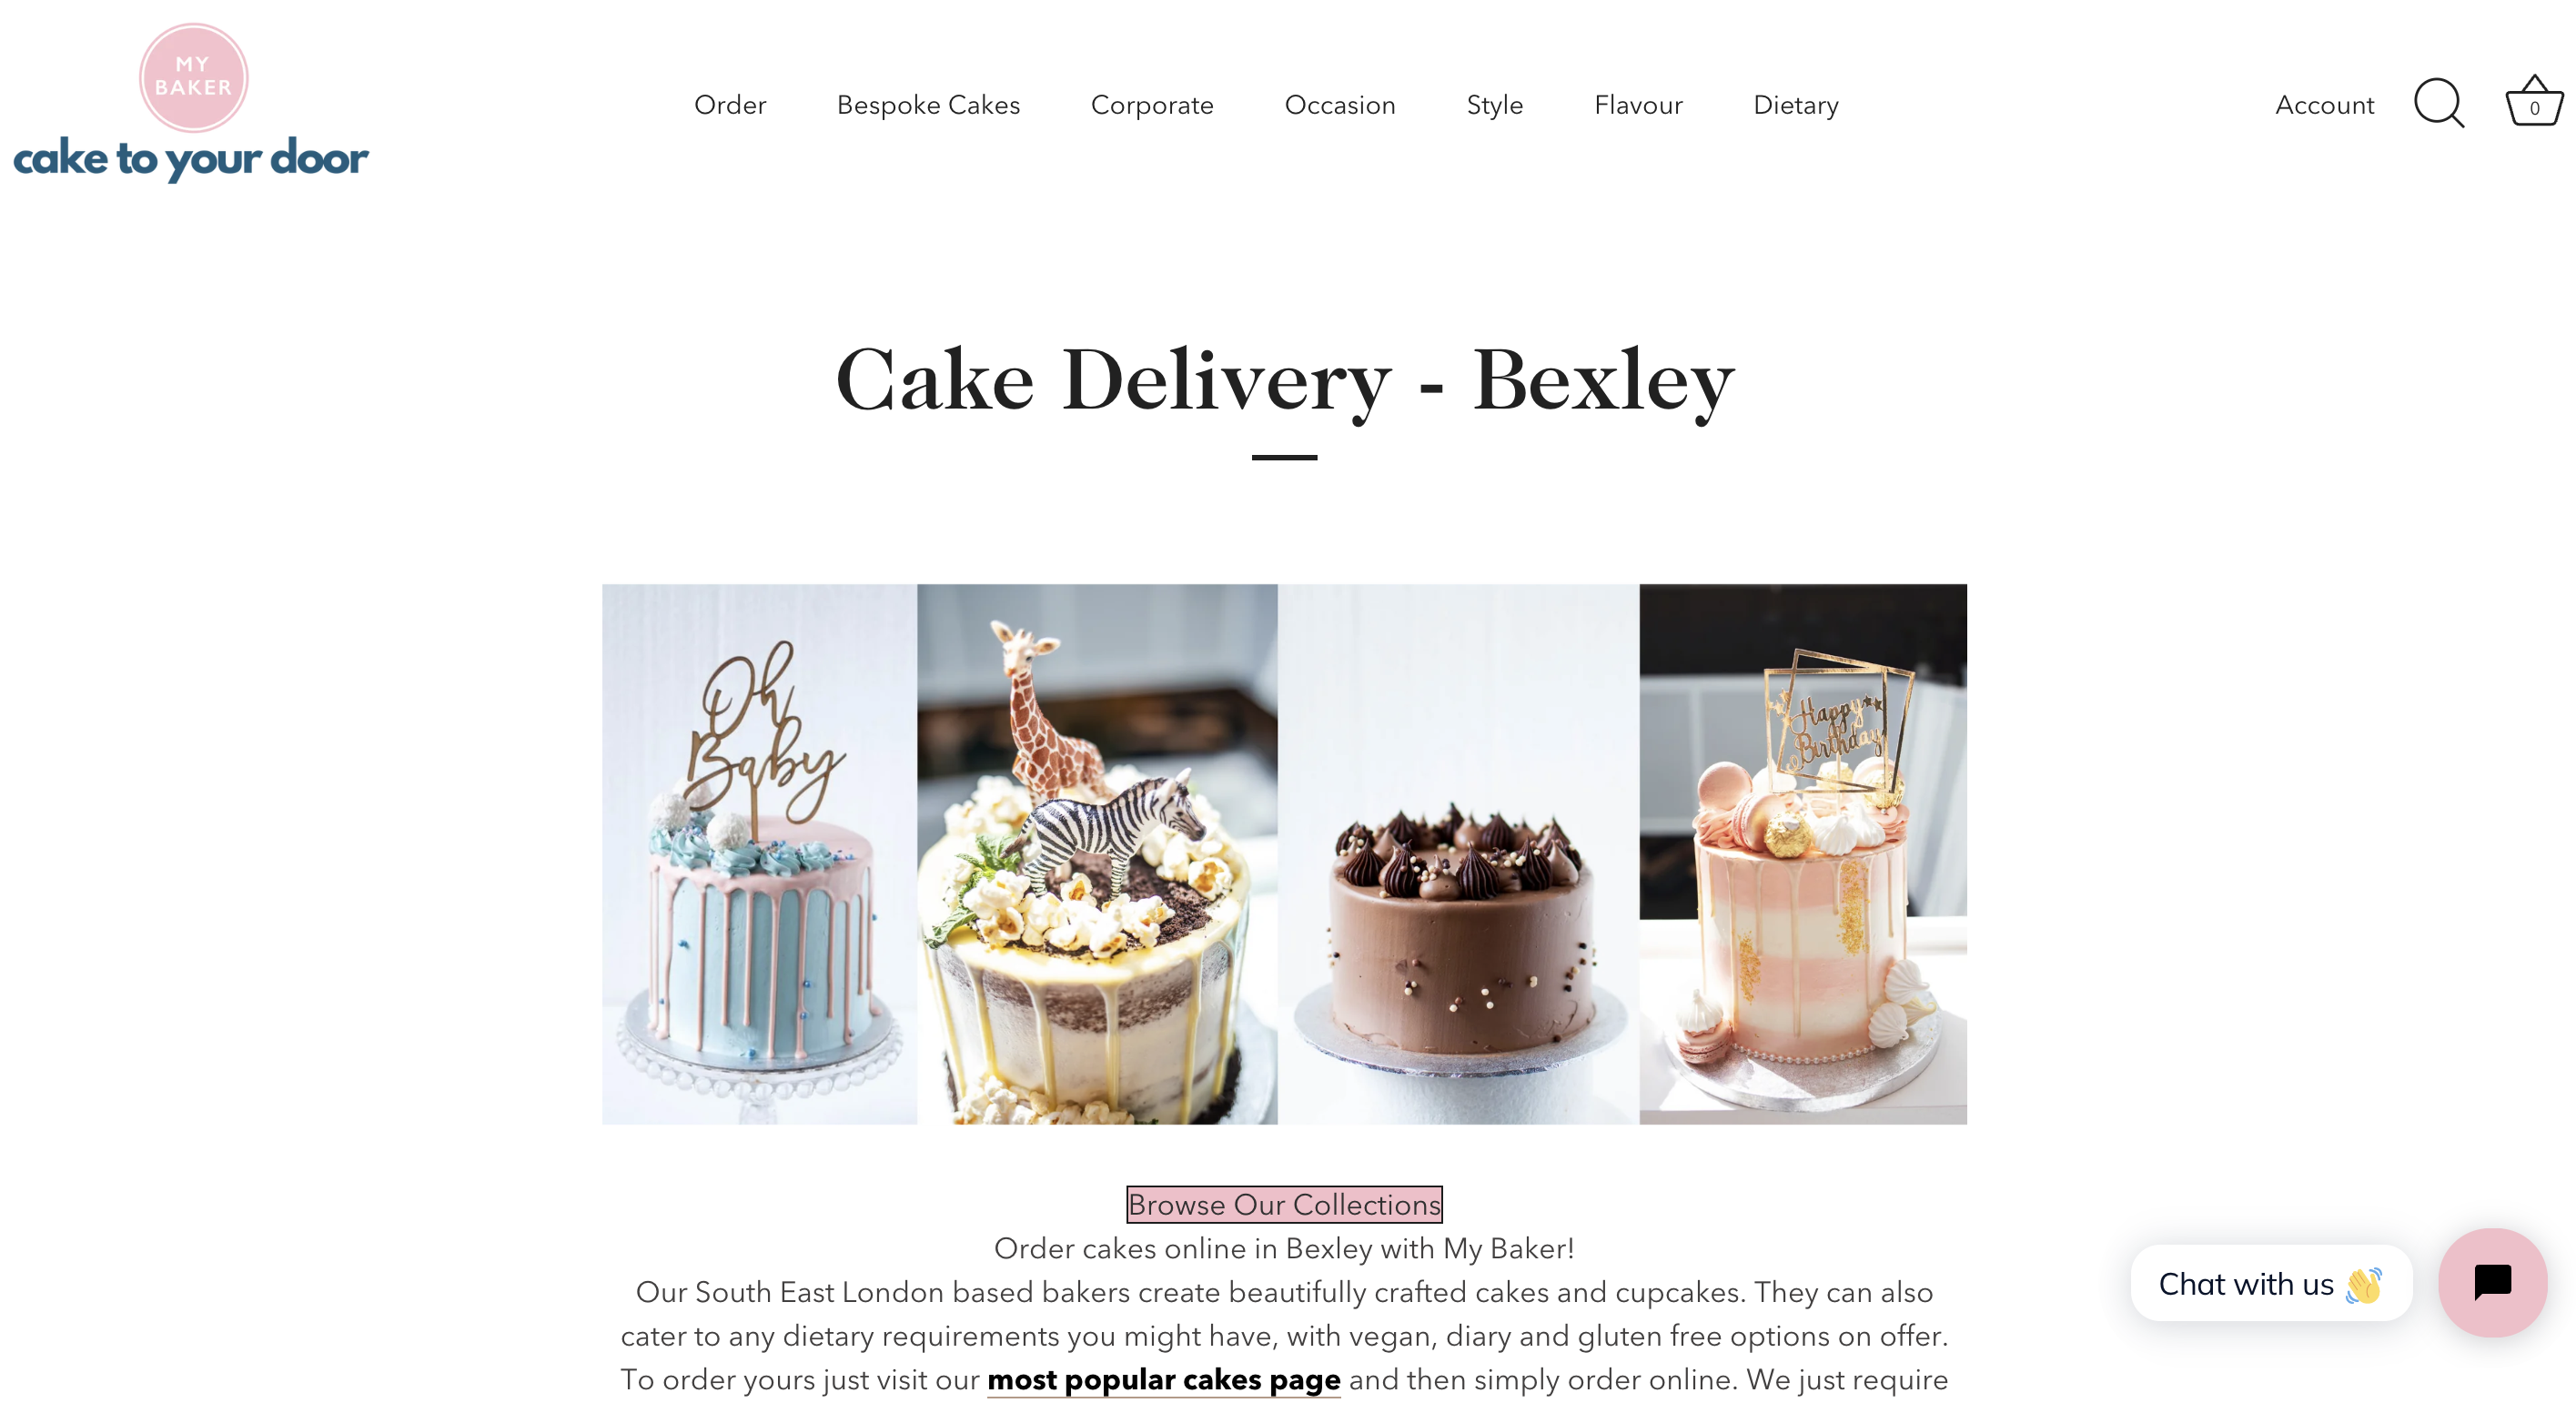 MY
BAKER
cake to your door
Order
Bespoke Cakes
Corporate
Occasion
Style
Flavour
Dietary
Account
0
Cake Delivery - Bexley
Oh
Baby
Happy
Birthday
Browse Our Collections
Order cakes online in Bexley with My Baker!
Our South East London based bakers create beautifully crafted cakes and cupcakes. They can also
cater to any dietary requirements you might have, with vegan, diary and gluten free options on offer.
To order yours just visit our most popular cakes page and then simply order online. We just require
Chat with us 👋